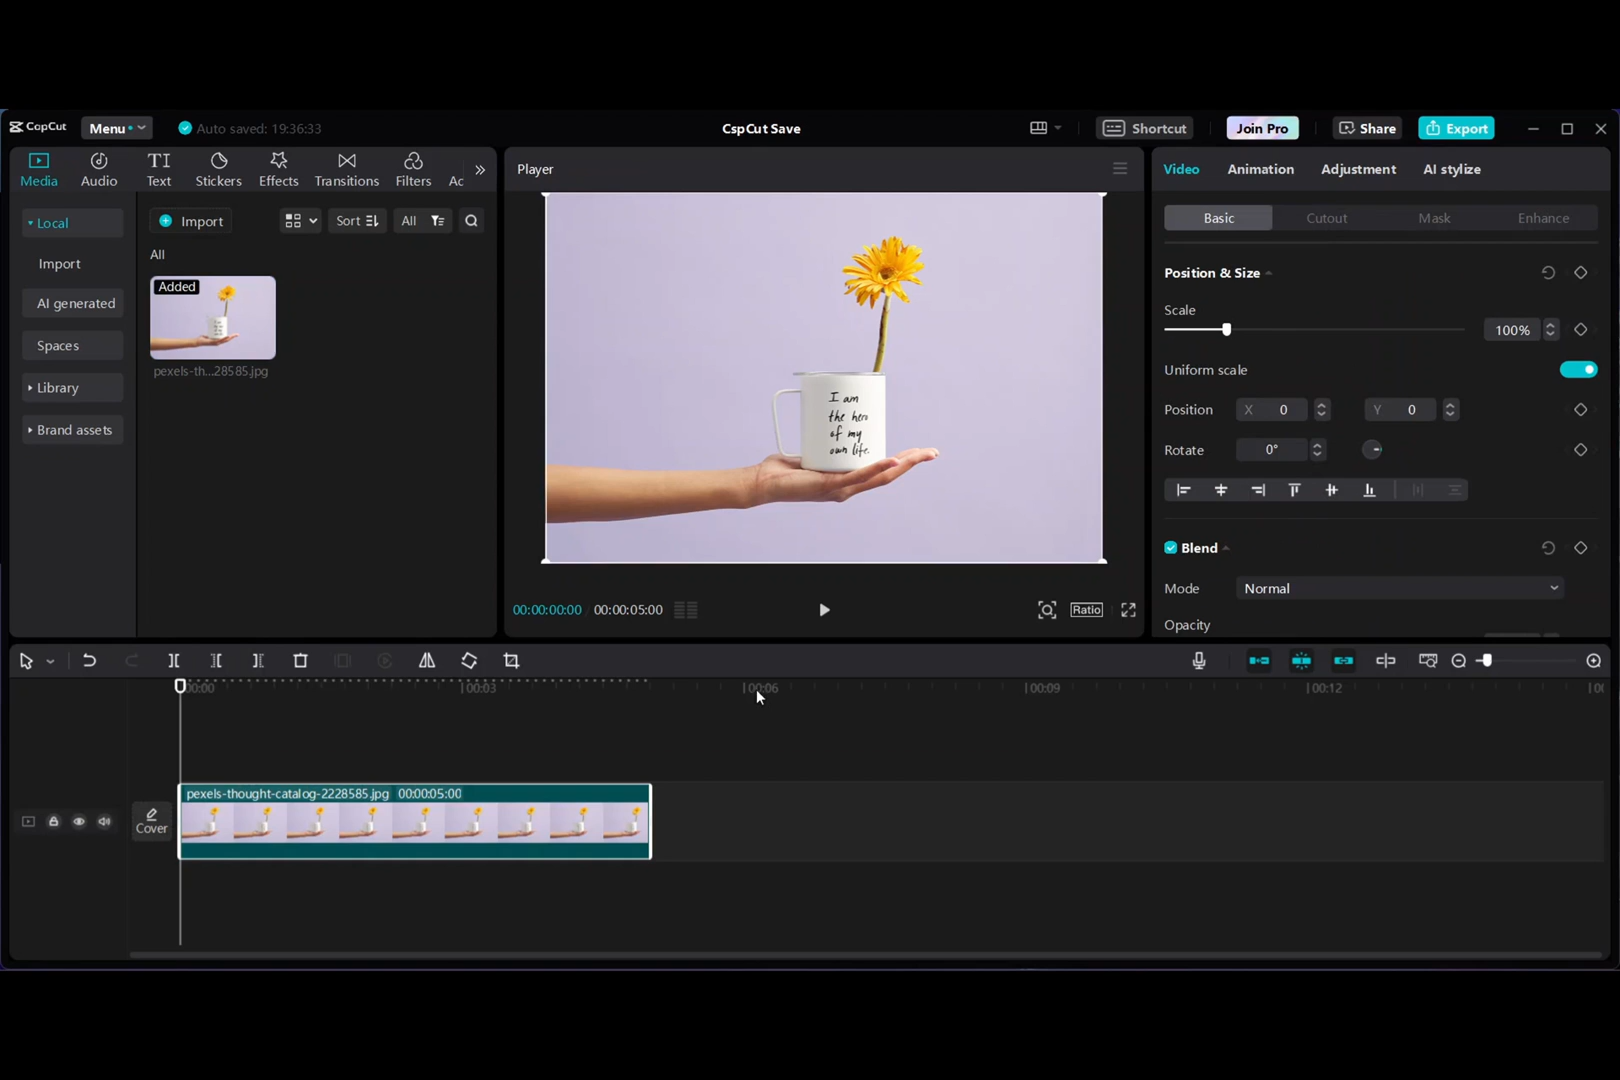 CapCut
Menu
Auto saved: 19:36:33
CspCut Save
Shortcut
Join Pro
Share
Export
Media
Audio
Text
Stickers
Effects
Transitions
Filters
Ac
Player
Video
Animation
Adjustment
AI stylize
Local
Import
AI generated
Spaces
Library
Brand assets
Import
Sort
All
All
Added
pexels-th...28585.jpg
I am
the hero
of my
own life.
00:00:00:00
00:00:05:00
Ratio
Basic
Cutout
Mask
Enhance
Position & Size
Scale
100%
Uniform scale
Position
X 0
Y 0
Rotate
0°
Blend
Mode
Normal
Opacity
00:00
00:03
00:06
00:09
00:12
Cover
pexels-thought-catalog-2228585.jpg 00:00:05:00